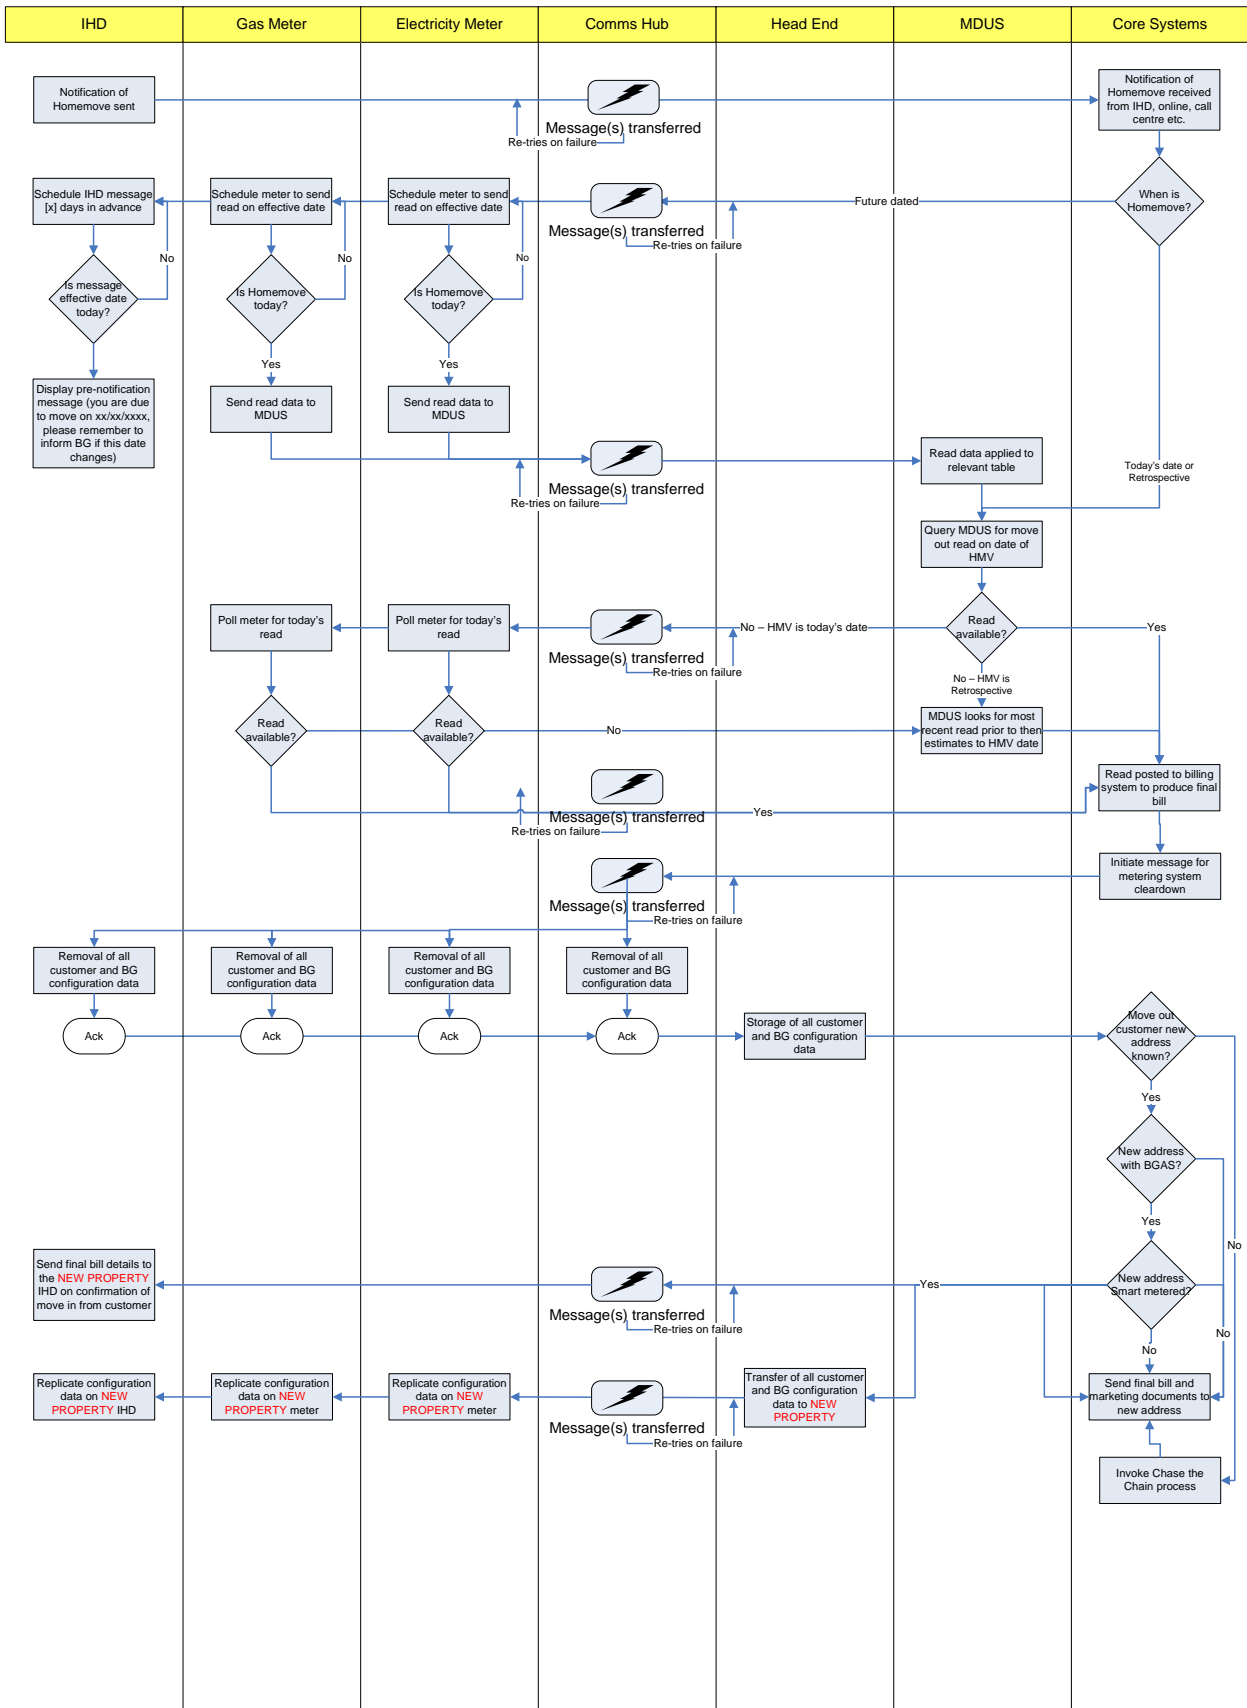 IHD
Gas Meter
Electricity Meter
Comms Hub
Head End
MDUS
Core Systems
Notification of
Homemove sent
Message(s) transferred
Re-tries on failure
Notification of
Homemove received
from IHD, online, call
centre etc.
Schedule IHD message
[x] days in advance
Schedule meter to send
read on effective date
Schedule meter to send
read on effective date
Message(s) transferred
Re-tries on failure
Future dated
When is
Homemove?
No
No
No
Is message
effective date
today?
Is Homemove
today?
Is Homemove
today?
Yes
Yes
Display pre-notification
message (you are due
to move on xx/xx/xxxx,
please remember to
inform BG if this date
changes)
Send read data to
MDUS
Send read data to
MDUS
Message(s) transferred
Re-tries on failure
Read data applied to
relevant table
Today's date or
Retrospective
Query MDUS for move
out read on date of
HMV
Poll meter for today's
read
Poll meter for today's
read
Message(s) transferred
Re-tries on failure
No – HMV is today's date
Read
available?
Yes
No – HMV is
Retrospective
Read
available?
Read
available?
No
MDUS looks for most
recent read prior to then
estimates to HMV date
Message(s) transferred
Re-tries on failure
Yes
Read posted to billing
system to produce final
bill
Message(s) transferred
Re-tries on failure
Initiate message for
metering system
cleardown
Removal of all
customer and BG
configuration data
Removal of all
customer and BG
configuration data
Removal of all
customer and BG
configuration data
Removal of all
customer and BG
configuration data
Ack
Ack
Ack
Ack
Storage of all customer
and BG configuration
data
Move out
customer new
address
known?
Yes
New address
with BGAS?
Yes
No
Send final bill details to
the NEW PROPERTY
IHD on confirmation of
move in from customer
Message(s) transferred
Re-tries on failure
Yes
New address
Smart metered?
No
No
Replicate configuration
data on NEW
PROPERTY IHD
Replicate configuration
data on NEW
PROPERTY meter
Replicate configuration
data on NEW
PROPERTY meter
Message(s) transferred
Re-tries on failure
Transfer of all customer
and BG configuration
data to NEW
PROPERTY
Send final bill and
marketing documents to
new address
Invoke Chase the
Chain process